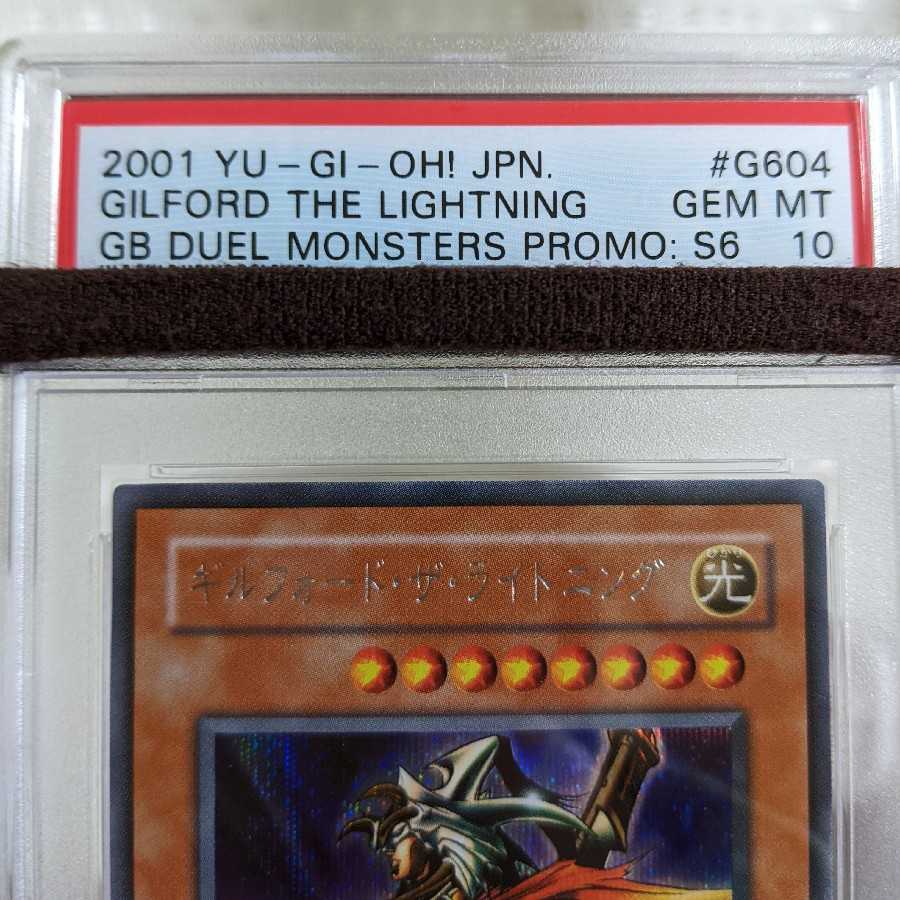 2001 YU-GI-OH! JPN. #G604
GILFORD THE LIGHTNING GEM MT
GB DUEL MONSTERS PROMO: S6 10
ギルフォード・ザ・ライトニング
光